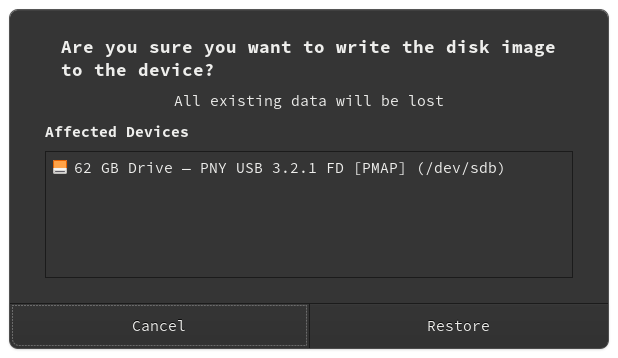 Are you sure you want to write the disk image
to the device?
All existing data will be lost
Affected Devices
62 GB Drive — PNY USB 3.2.1 FD [PMAP] (/dev/sdb)
Cancel
Restore